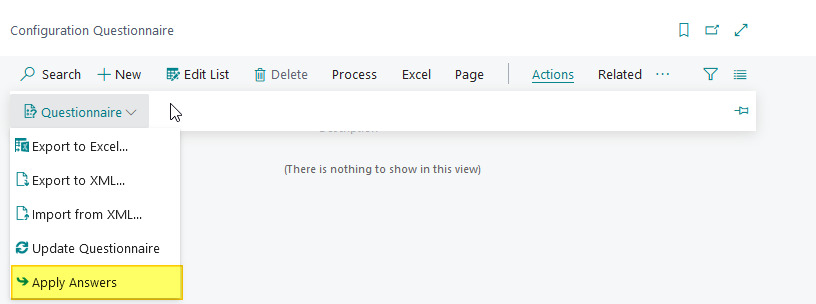 Configuration Questionnaire
Search New Edit List Delete Process Excel Page Actions Related ...
Questionnaire
Export to Excel...
(There is nothing to show in this view)
Export to XML...
Import from XML...
Update Questionnaire
Apply Answers